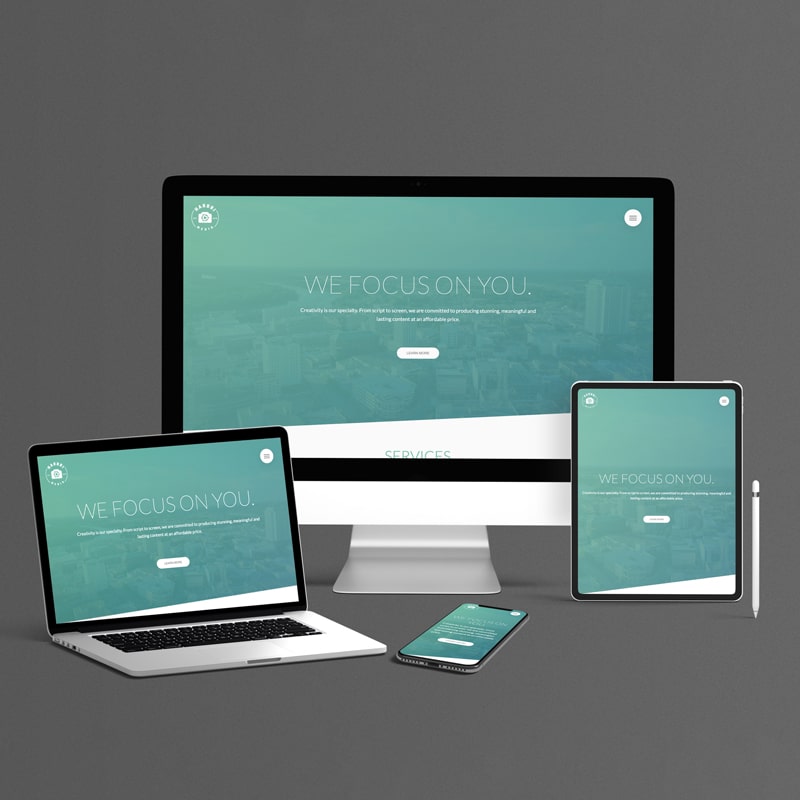 WE FOCUS ON YOU.
Creativity is our specialty. From script to screen, we are committed to producing stunning, meaningful and
lasting content at an affordable price.
LEARN MORE
SERVICES
WE FOCUS ON YOU.
Creativity is our specialty. From script to screen, we are committed to producing stunning, meaningful and
lasting content at an affordable price.
LEARN MORE
WE FOCUS ON YOU.
Creativity is our specialty. From script to screen, we are committed to producing stunning, meaningful and
lasting content at an affordable price.
LEARN MORE
WE FOCUS ON
YOU.